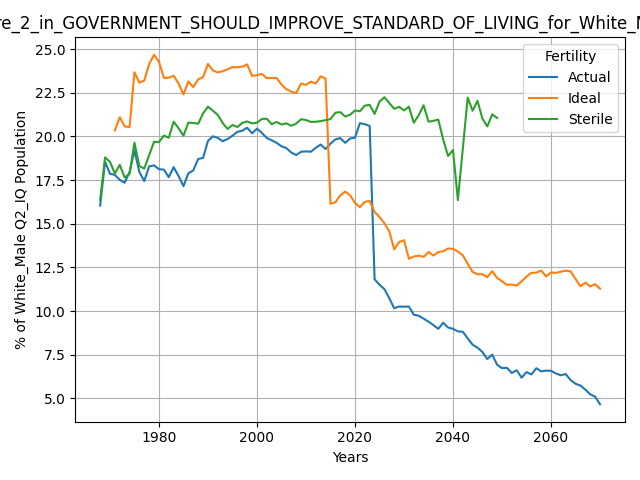 re_2_in_GOVERNMENT_SHOULD_IMPROVE_STANDARD_OF_LIVING_for_White_M
Fertility
Actual
Ideal
Sterile
% of White_Male Q2_IQ Population
25.0
22.5
20.0
17.5
15.0
12.5
10.0
7.5
5.0
1980 2000 2020 2040 2060
Years